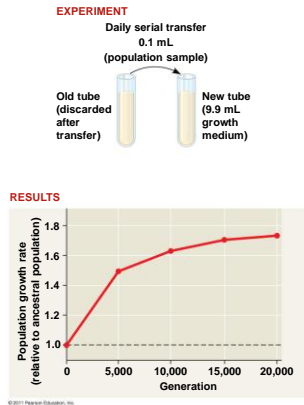 EXPERIMENT
Daily serial transfer
0.1 mL
(population sample)
Old tube
(discarded
after
transfer)
New tube
(9.9 mL
growth
medium)
RESULTS
Population growth rate
(relative to ancestral population)
1.8
1.6
1.4
1.2
1.0
0
5,000
10,000
15,000
20,000
Generation
© 2011 Pearson Education, Inc.